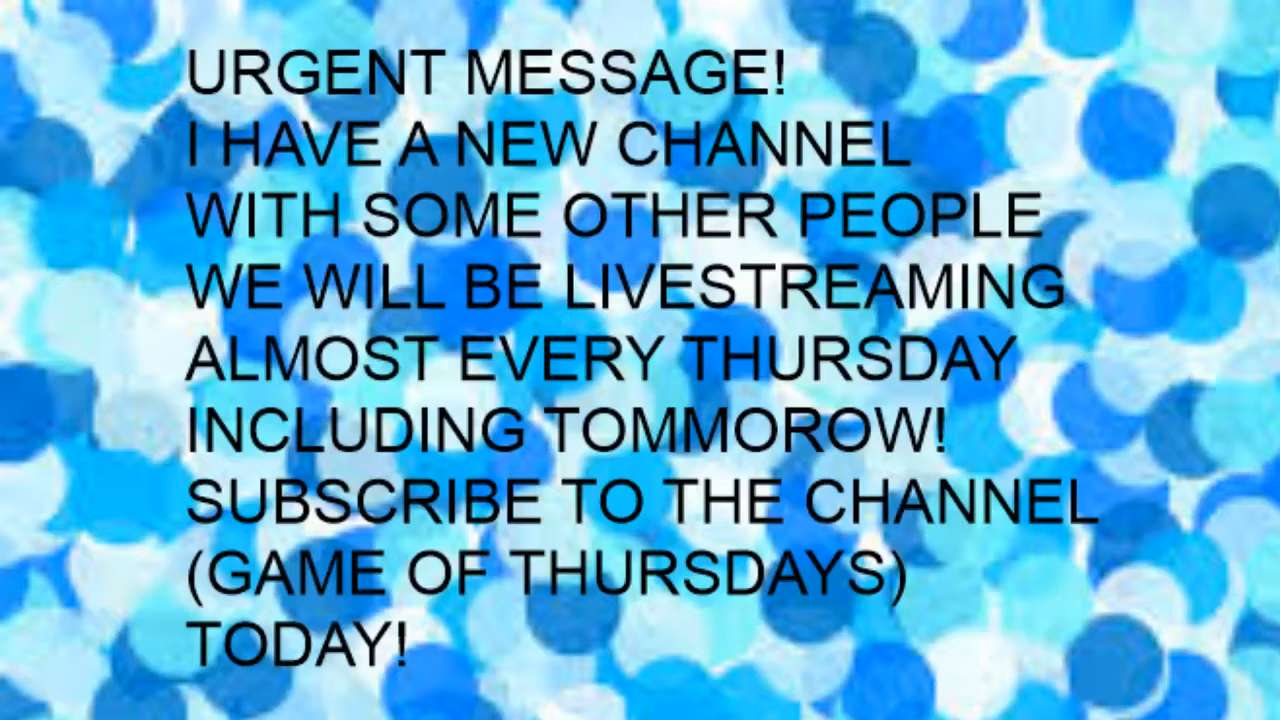 URGENT MESSAGE!
I HAVE A NEW CHANNEL
WITH SOME OTHER PEOPLE
WE WILL BE LIVESTREAMING
ALMOST EVERY THURSDAY
INCLUDING TOMMOROW!
SUBSCRIBE TO THE CHANNEL
(GAME OF THURSDAYS)
TODAY!